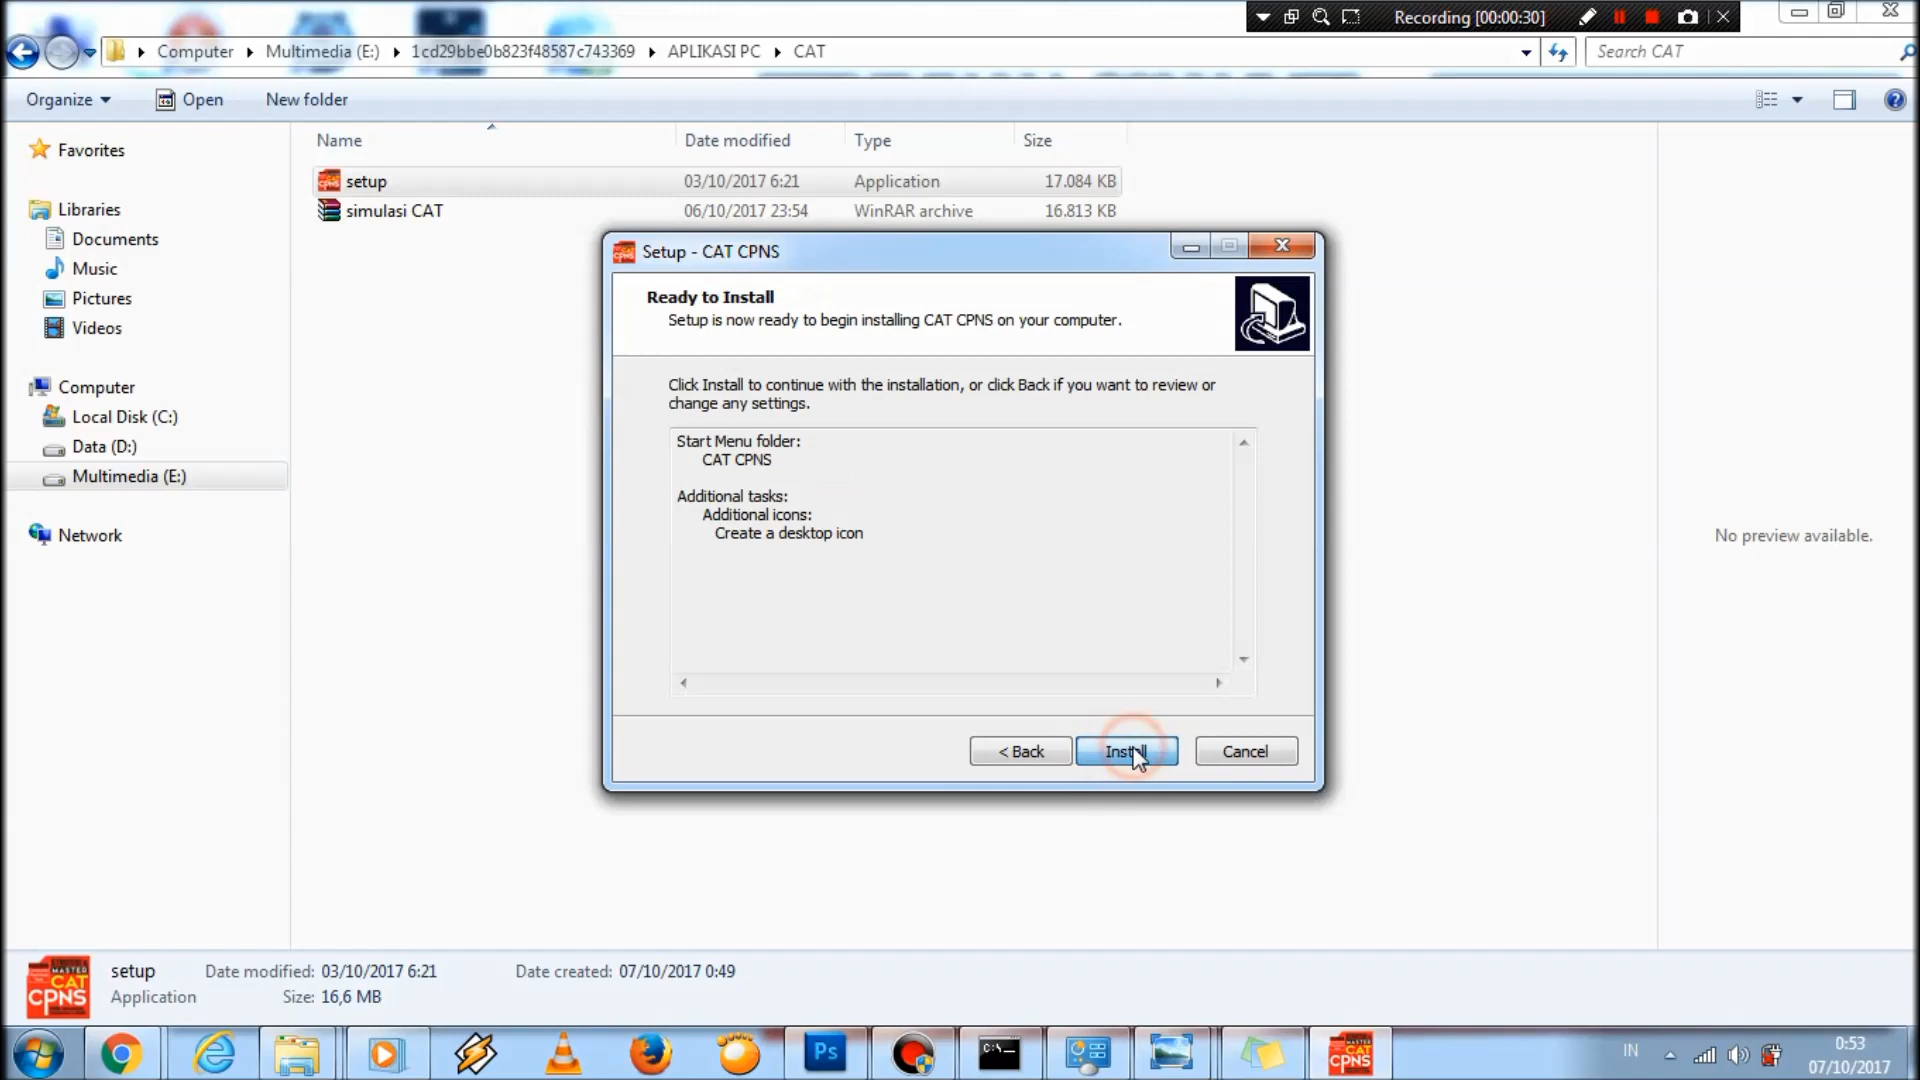 Recording [00:00:30]
Computer Multimedia (E:) 1cd29bbe0b823f48587c743369 APLIKASI PC CAT
Search CAT
Organize Open New folder
Name Date modified Type Size
Favorites
setup 03/10/2017 6:21 Application 17.084 KB
simulasi CAT 06/10/2017 23:54 WinRAR archive 16.813 KB
Libraries
Documents
Music
Pictures
Videos
Computer
Local Disk (C:)
Data (D:)
Multimedia (E:)
Network
Setup - CAT CPNS
Ready to Install
Setup is now ready to begin installing CAT CPNS on your computer.
Click Install to continue with the installation, or click Back if you want to review or
change any settings.
Start Menu folder:
CAT CPNS
Additional tasks:
Additional icons:
Create a desktop icon
< Back Install Cancel
No preview available.
MASTER
CAT
CPNS
setup Date modified: 03/10/2017 6:21 Date created: 07/10/2017 0:49
Application Size: 16,6 MB
Ps
C:\
MASTER
CAT
CPNS
IN
0:53
07/10/2017